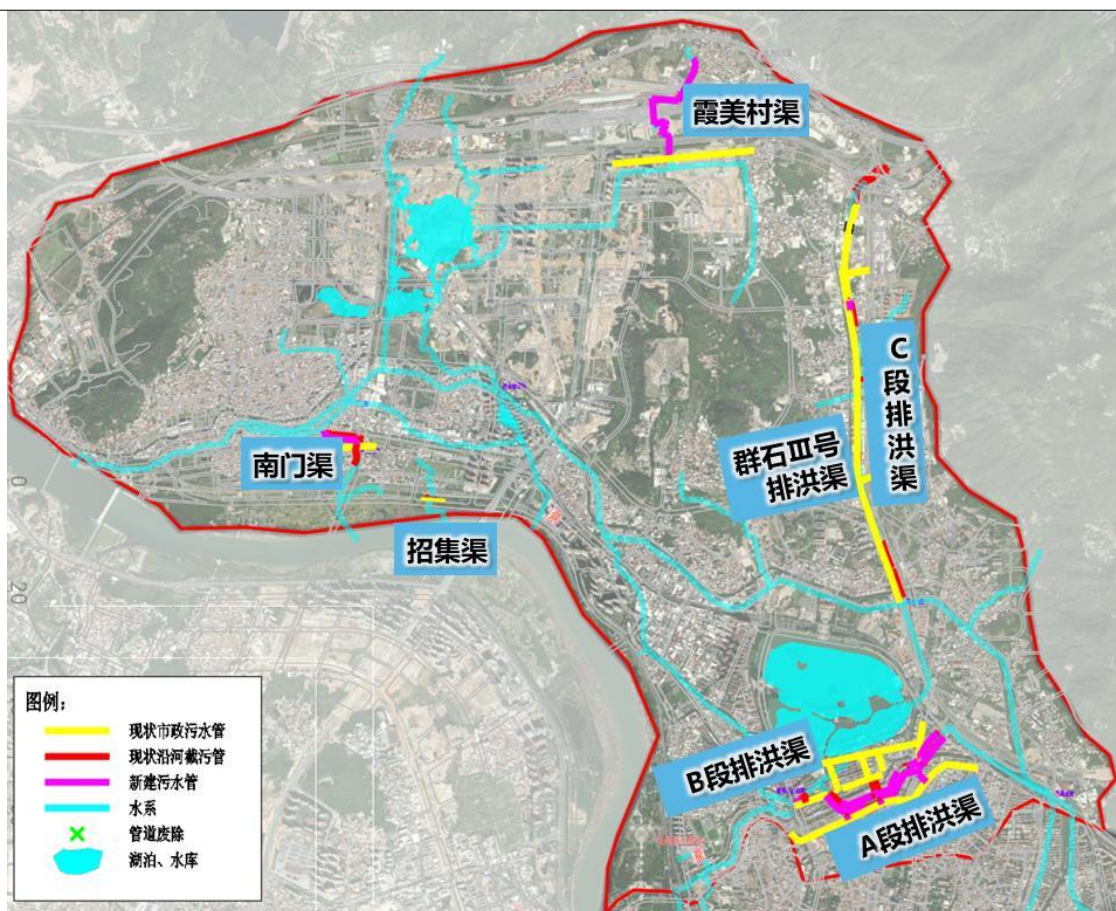 霞美村渠
C段排洪渠
群石Ⅲ号
排洪渠
南门渠
招集渠
0
20
B段排洪渠
A段排洪渠
图例：
现状市政污水管
现状沿河截污管
新建污水管
水系
管道废除
湖泊、水库